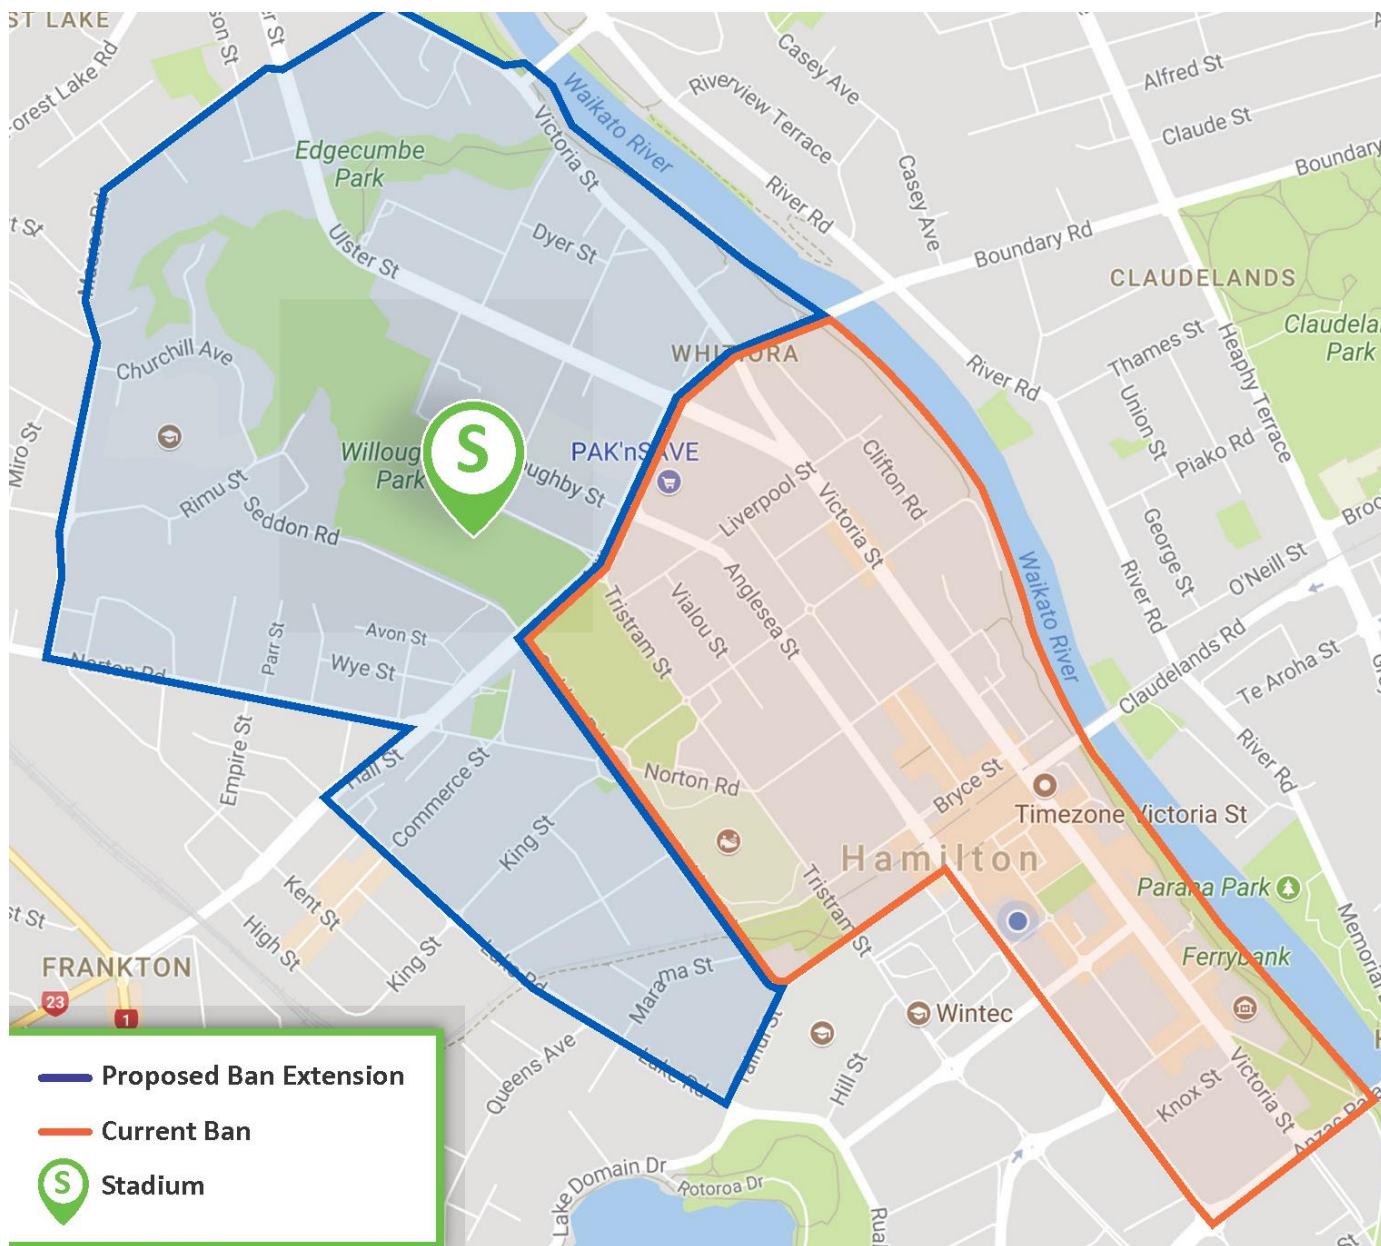 ST LAKE
Forest Lake Rd
Casey Ave
Alfred St
Riverview Terrace
Claude St
Waikato River
Victoria St
Boundary
Edgecumbe
Park
Casey Ave
River Rd
Dyer St
Boundary Rd
Ulster St
CLAUDELANDS
Heaphy Terrace
Thames St
Park
Churchill Ave
WHITIORA
River Rd
Union St
Miro St
PAK'nSAVE
Piako Rd
S
Park
Rimu St
Seddon Rd
Liverpool St
Clifton Rd
Victoria St
George St
O'Neill St
Waikato River
River Rd
Anglesea St
Vialou St
Tristram St
Parr St
Avon St
Wye St
Norton Rd
Claudelands Rd
Te Aroha St
Empire St
Hall St
Commerce St
Norton Rd
Bryce St
River Rd
Timezone Victoria St
King St
Hamilton
Parana Park
Kent St
Tristram St
High St
King St
Lake Rd
Marama St
Ferrybank
FRANKTON
23
1
Wintec
Queens Ave
Lake Rd
Hill St
Knox St
Victoria St
Lake Domain Dr
Rotoroa Dr
Proposed Ban Extension
Current Ban
S
Stadium